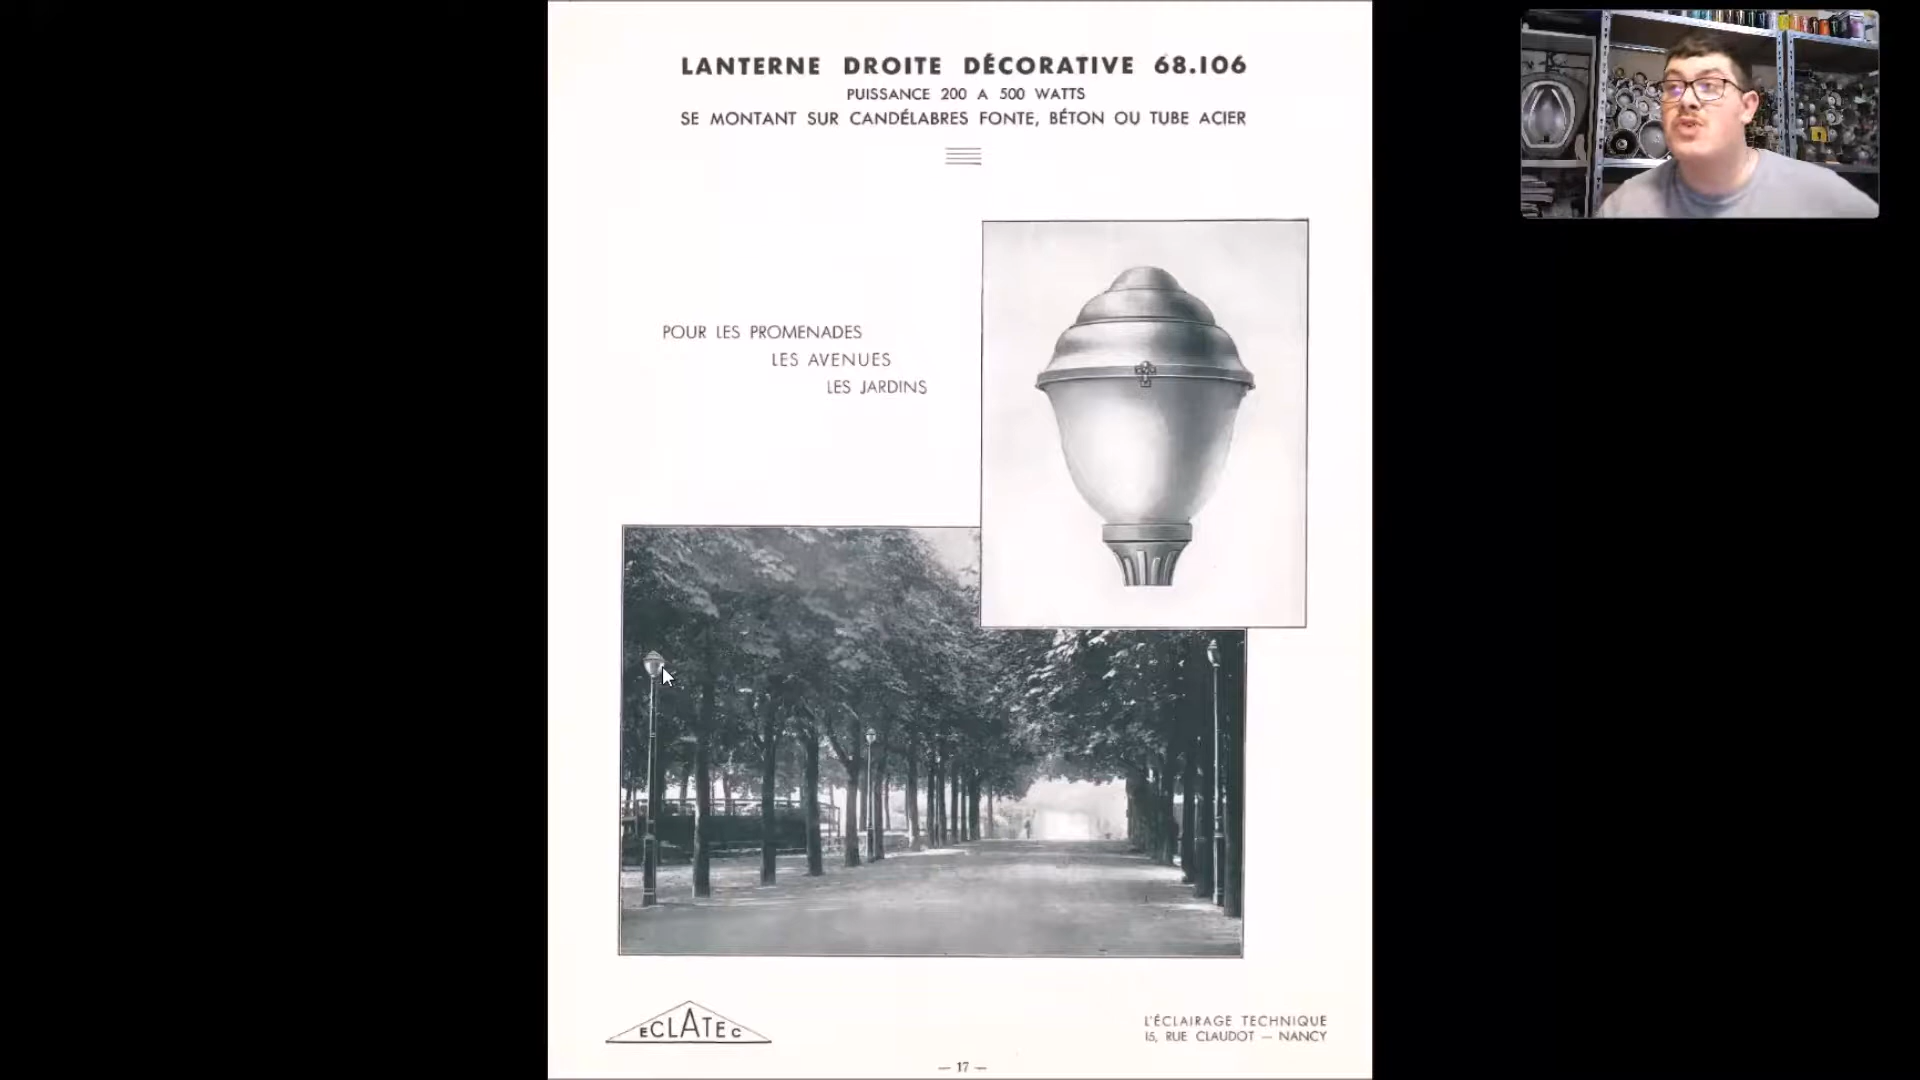 LANTERNE DROITE DÉCORATIVE 68.106
PUISSANCE 200 A 500 WATTS
SE MONTANT SUR CANDÉLABRES FONTE, BÉTON OU TUBE ACIER
POUR LES PROMENADES
LES AVENUES
LES JARDINS
ECLATEC
L'ÉCLAIRAGE TECHNIQUE
15, RUE CLAUDOT — NANCY
— 17 —